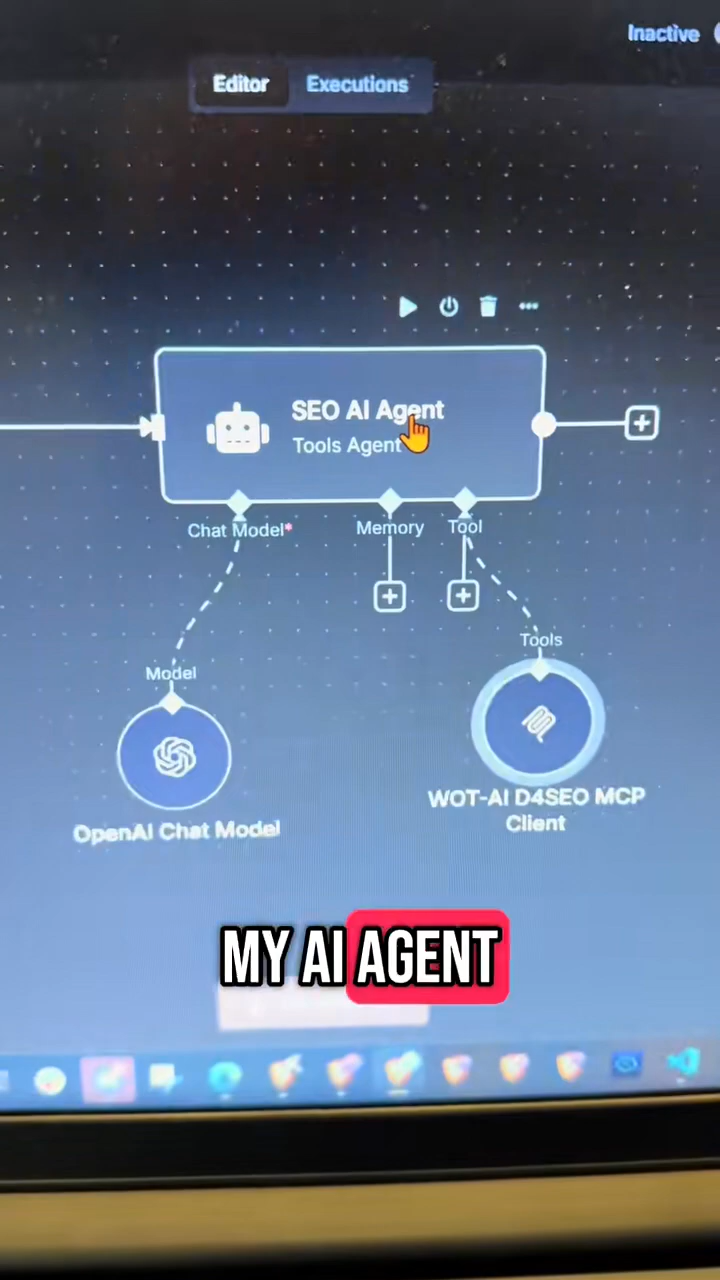 Inactive
Editor
Executions
SEO AI Agent
Tools Agent
Chat Model*
Memory
Tool
Model
Tools
OpenAI Chat Model
WOT-AI D4SEO MCP
Client
MY AI AGENT